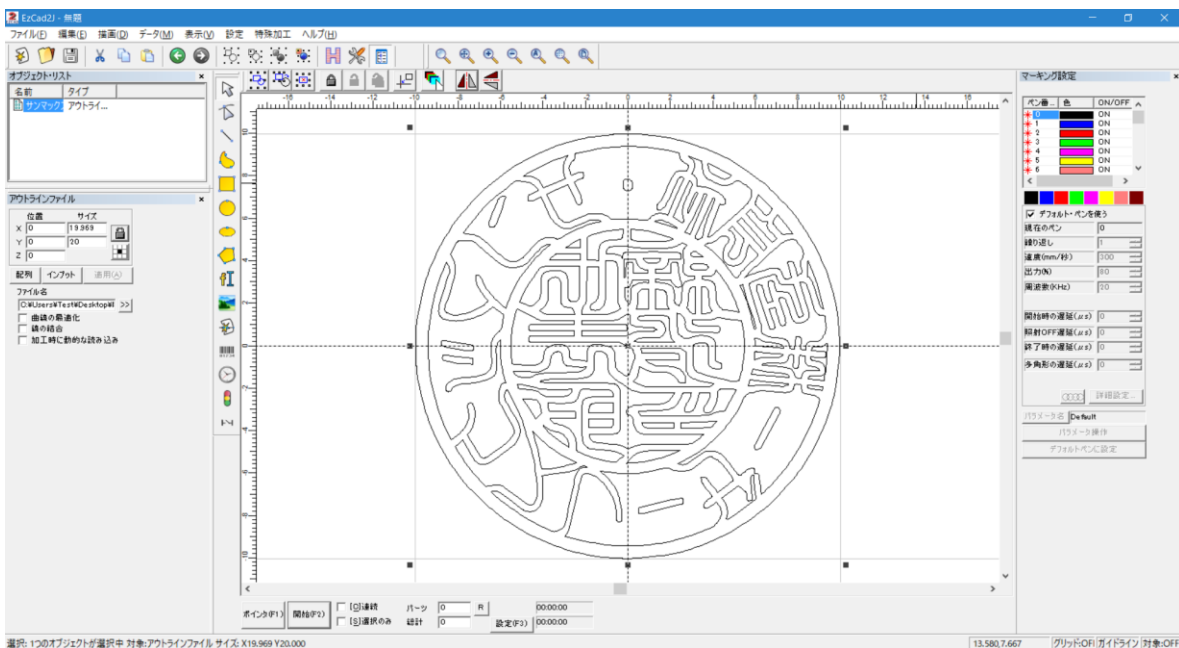 EzCad2J - 無題
ファイル(F) 編集(E) 描画(D) データ(M) 表示(V) 設定 特殊加工 ヘルプ(H)
オブジェクト・リスト
名前 タイプ
サンマック アウトライ...
アウトラインファイル
位置 サイズ
X 0 19.969
Y 0 20
Z 0
配列 インプット 適用(A)
ファイル名
C:¥Users¥Test¥Desktop¥ >>
曲線の最適化
線の結合
加工時に動的な読み込み
-16 -14 -12 -8 -6 -4 -2 0 2 4 6 8 10 12 14 16
ポインタ(F1) 開始(F2)
[C]連続 パーツ 0 R 00:00:00
[S]選択のみ 総計 0 設定(F3) 00:00:00
マーキング設定
ペン番.. 色 ON/OFF
0 ON
1 ON
2 ON
3 ON
4 ON
5 ON
6 ON
デフォルト・ペンを使う
現在のペン 0
繰り返し 1
速度(mm/秒) 300
出力(%) 80
周波数(KHz) 20
開始時の遅延(μs) 0
照射OFF遅延(μs) 0
終了時の遅延(μs) 0
多角形の遅延(μs) 0
詳細設定...
パラメータ名 Default
パラメータ操作
デフォルトペンに設定
選択: 1つのオブジェクトが選択中 対象:アウトラインファイル サイズ: X19.969 Y20.000
13.580,7.667 グリッド:OFF ガイドライン 対象:OFF